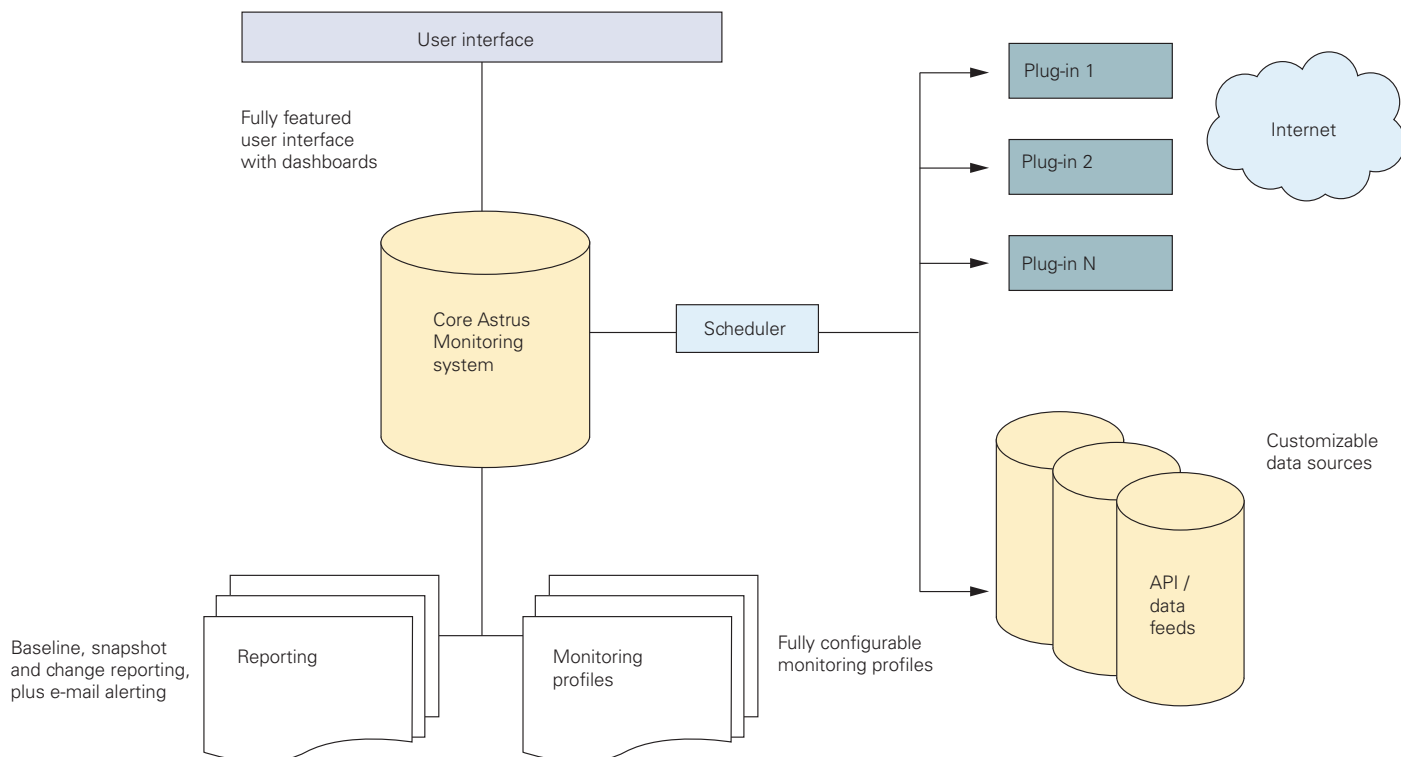 User interface
Fully featured
user interface
with dashboards
Plug-in 1
Plug-in 2
Plug-in N
Internet
Core Astrus
Monitoring
system
Scheduler
Customizable
data sources
API /
data
feeds
Baseline, snapshot
and change reporting,
plus e-mail alerting
Reporting
Monitoring
profiles
Fully configurable
monitoring profiles